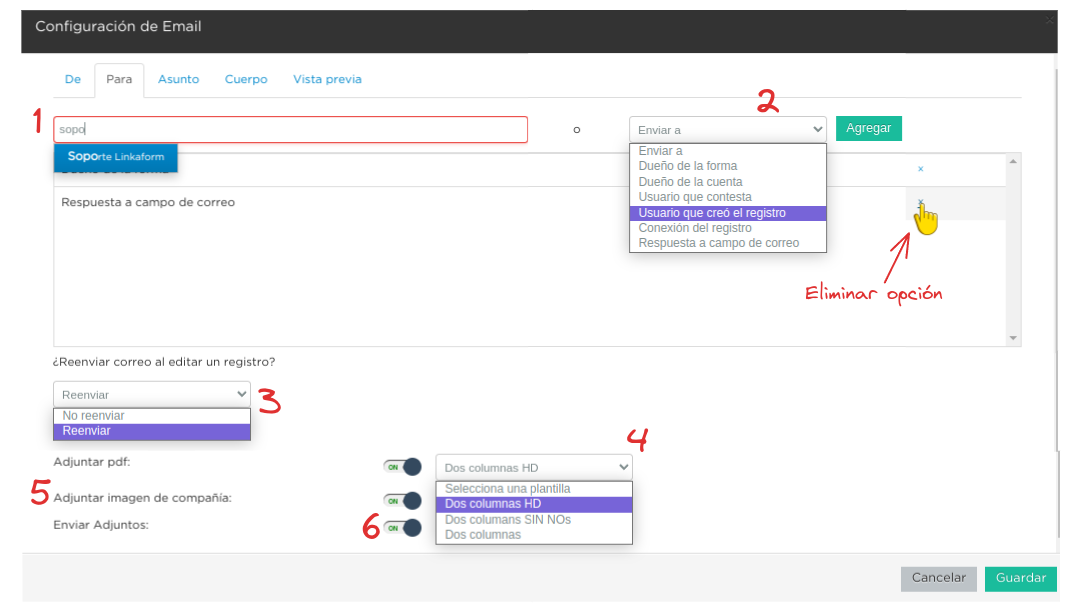 Configuración de Email
×
De Para Asunto Cuerpo Vista previa
1 2
sopo o Enviar a Agregar
Soporte Linkaform
Dueño de la forma ×
Respuesta a campo de correo ×
Enviar a
Dueño de la forma
Dueño de la cuenta
Usuario que contesta
Usuario que creó el registro
Conexión del registro
Respuesta a campo de correo
Eliminar opción
¿Reenviar correo al editar un registro?
Reenviar 3
No reenviar
Reenviar
4
Adjuntar pdf: ON Dos columnas HD
Selecciona una plantilla
5 Adjuntar imagen de compañía: ON Dos columnas HD
6 Enviar Adjuntos: ON Dos columans SIN NOs
Dos columnas
Cancelar Guardar